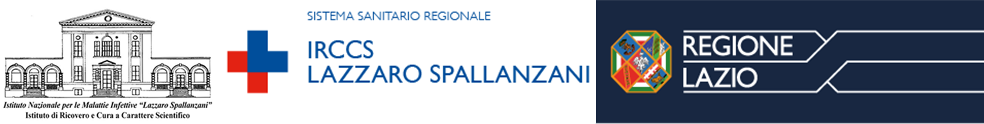 Istituto Nazionale per le Malattie Infettive "Lazzaro Spallanzani"
Istituto di Ricovero e Cura a Carattere Scientifico
SISTEMA SANITARIO REGIONALE
IRCCS
LAZZARO SPALLANZANI
REGIONE
LAZIO